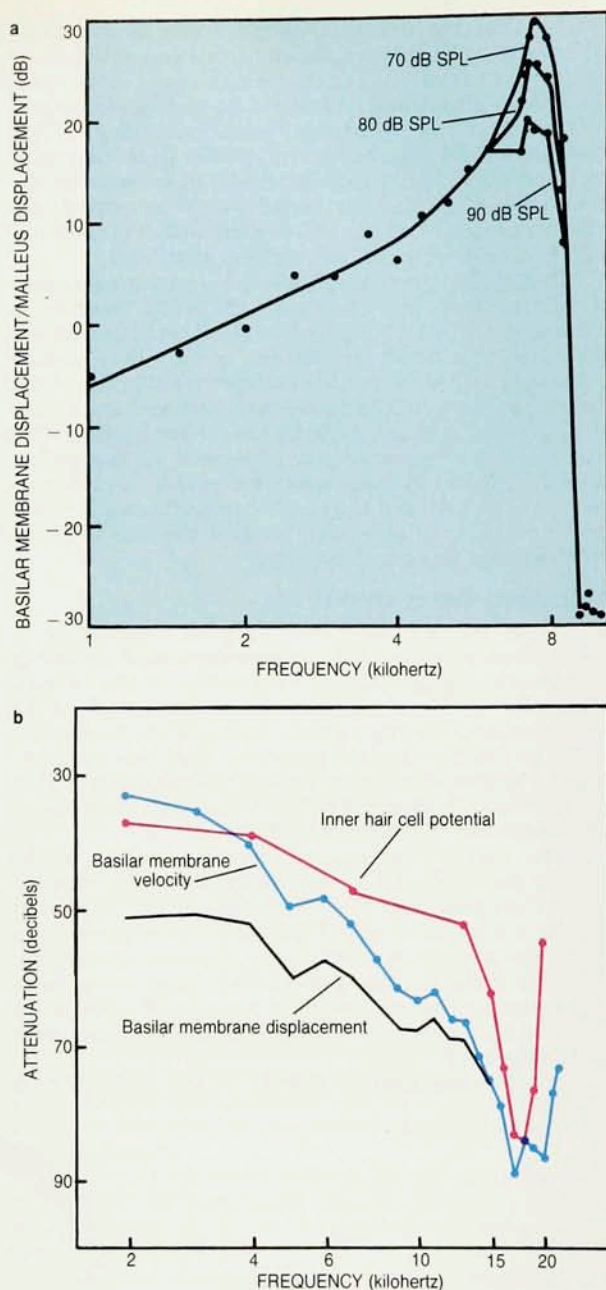 a
BASILAR MEMBRANE DISPLACEMENT/MALLEUS DISPLACEMENT (dB)
30
20
10
0
−10
−20
−30
70 dB SPL
80 dB SPL
90 dB SPL
1
2
4
8
FREQUENCY (kilohertz)
b
ATTENUATION (decibels)
30
50
70
90
Inner hair cell potential
Basilar membrane
velocity
Basilar membrane displacement
2
4
6
10
15
20
FREQUENCY (kilohertz)